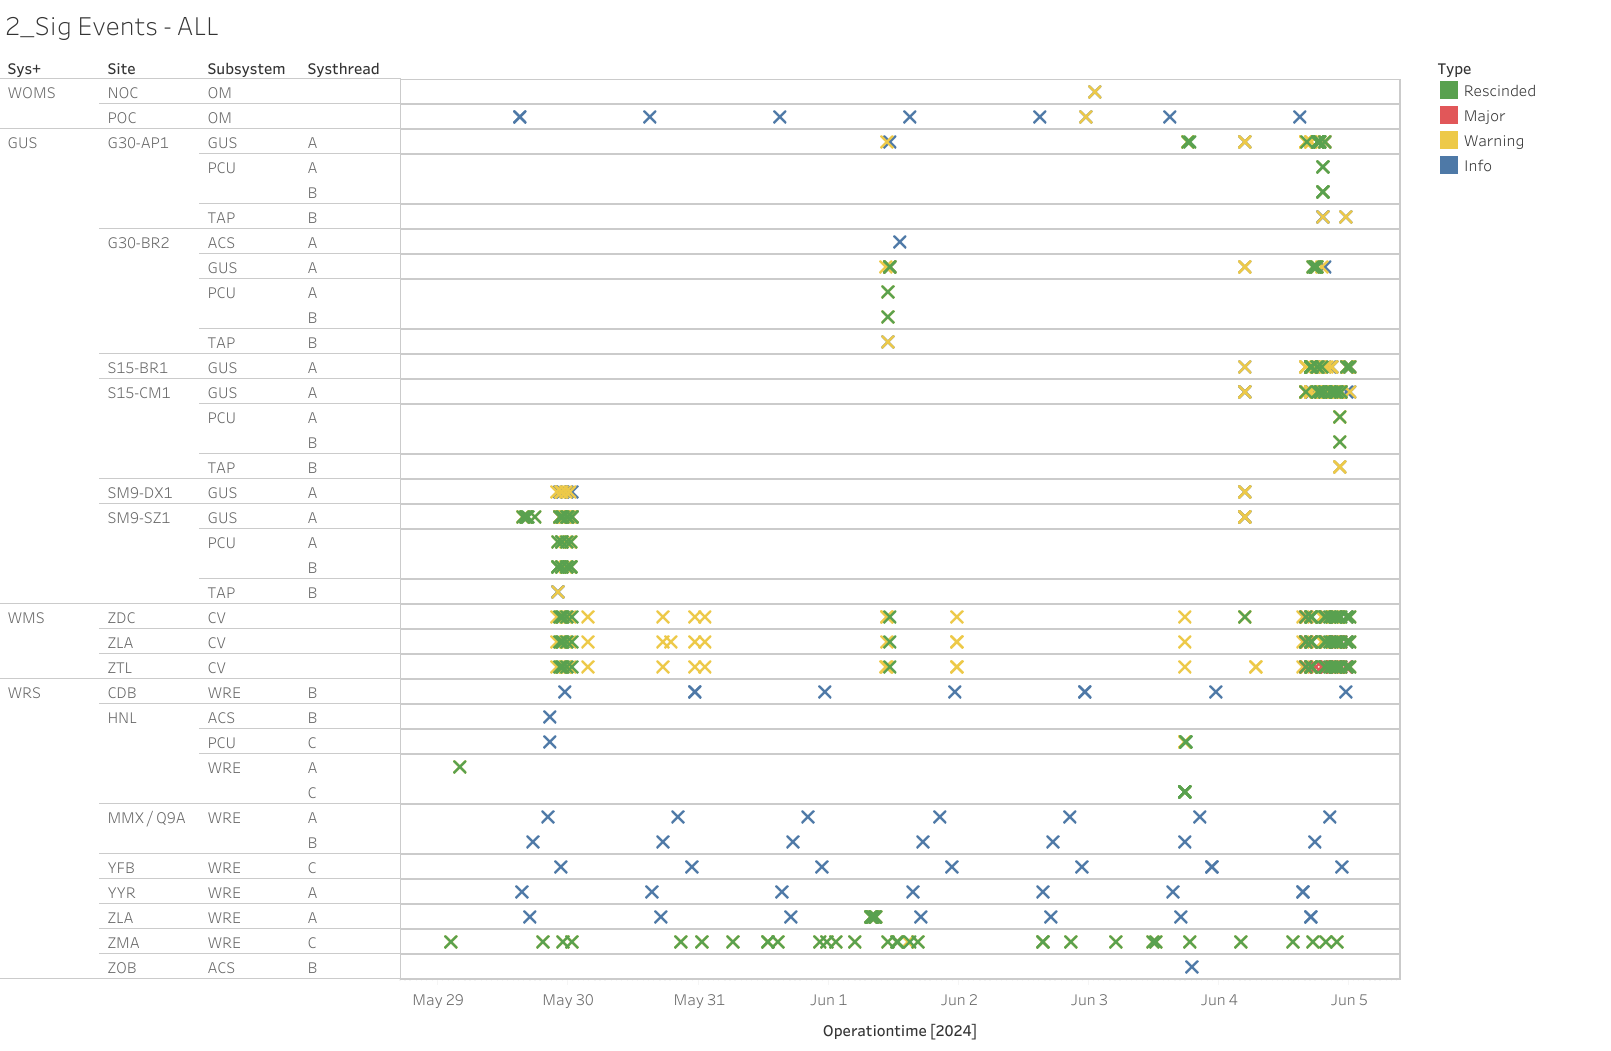 2_Sig Events - ALL
Sys+ Site Subsystem Systhread
Type
Rescinded
Major
Warning
Info
WOMS NOC OM
POC OM
GUS G30-AP1 GUS A
PCU A
B
TAP B
G30-BR2 ACS A
GUS A
PCU A
B
TAP B
S15-BR1 GUS A
S15-CM1 GUS A
PCU A
B
TAP B
SM9-DX1 GUS A
SM9-SZ1 GUS A
PCU A
B
TAP B
WMS ZDC CV
ZLA CV
ZTL CV
WRS CDB WRE B
HNL ACS B
PCU C
WRE A
C
MMX / Q9A WRE A
B
YFB WRE C
YYR WRE A
ZLA WRE A
ZMA WRE C
ZOB ACS B
May 29 May 30 May 31 Jun 1 Jun 2 Jun 3 Jun 4 Jun 5
Operationtime [2024]